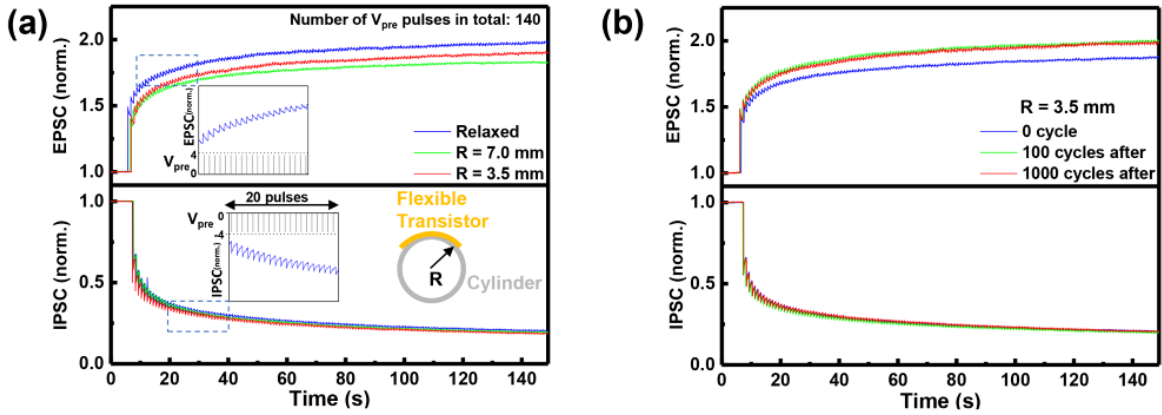 (a)
Number of Vpre pulses in total: 140
EPSC (norm.)
2.0
1.5
1.0
EPSC(norm.)
4
Vpre
0
Relaxed
R = 7.0 mm
R = 3.5 mm
IPSC (norm.)
1.0
0.5
0.0
20 pulses
Vpre
0
-4
IPSC(norm.)
Flexible
Transistor
R
Cylinder
0 20 40 60 80 100 120 140
Time (s)
(b)
EPSC (norm.)
2.0
1.5
1.0
R = 3.5 mm
0 cycle
100 cycles after
1000 cycles after
IPSC (norm.)
1.0
0.5
0.0
0 20 40 60 80 100 120 140
Time (s)